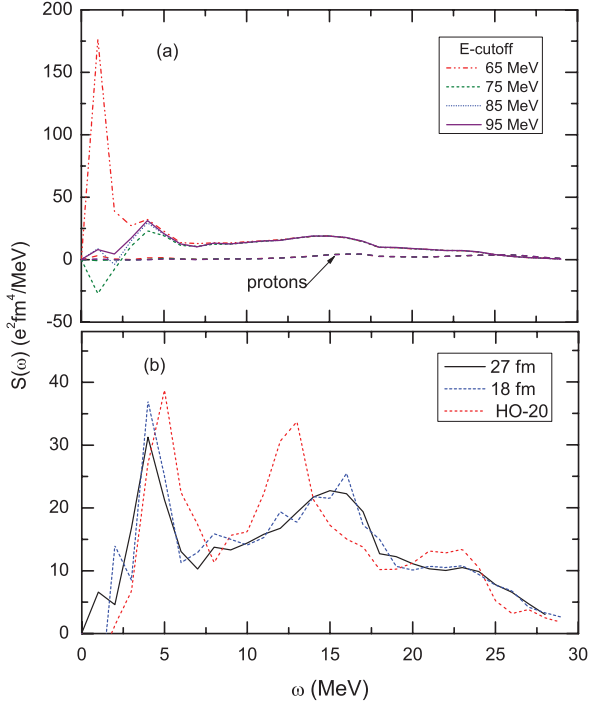 200
150
100
50
0
-50
(a)
E-cutoff
65 MeV
75 MeV
85 MeV
95 MeV
protons
S(ω) (e²fm⁴/MeV)
(b)
27 fm
18 fm
HO-20
40
30
20
10
0
0 5 10 15 20 25 30
ω (MeV)